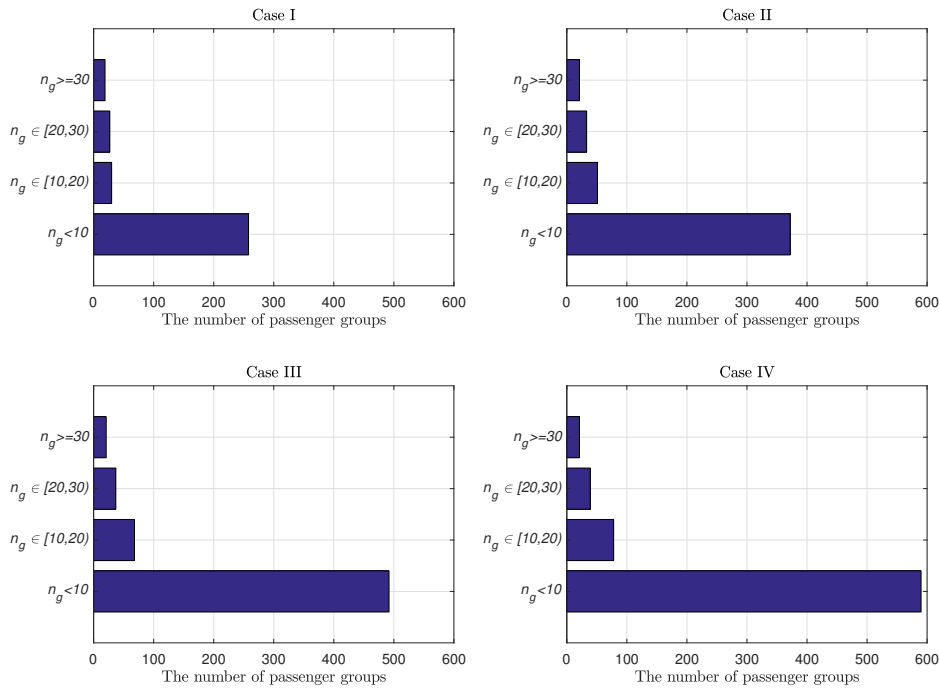 Case I
n_g>=30
n_g ∈ [20,30)
n_g ∈ [10,20)
n_g<10
0 100 200 300 400 500 600
The number of passenger groups
Case II
n_g>=30
n_g ∈ [20,30)
n_g ∈ [10,20)
n_g<10
0 100 200 300 400 500 600
The number of passenger groups
Case III
n_g>=30
n_g ∈ [20,30)
n_g ∈ [10,20)
n_g<10
0 100 200 300 400 500 600
The number of passenger groups
Case IV
n_g>=30
n_g ∈ [20,30)
n_g ∈ [10,20)
n_g<10
0 100 200 300 400 500 600
The number of passenger groups